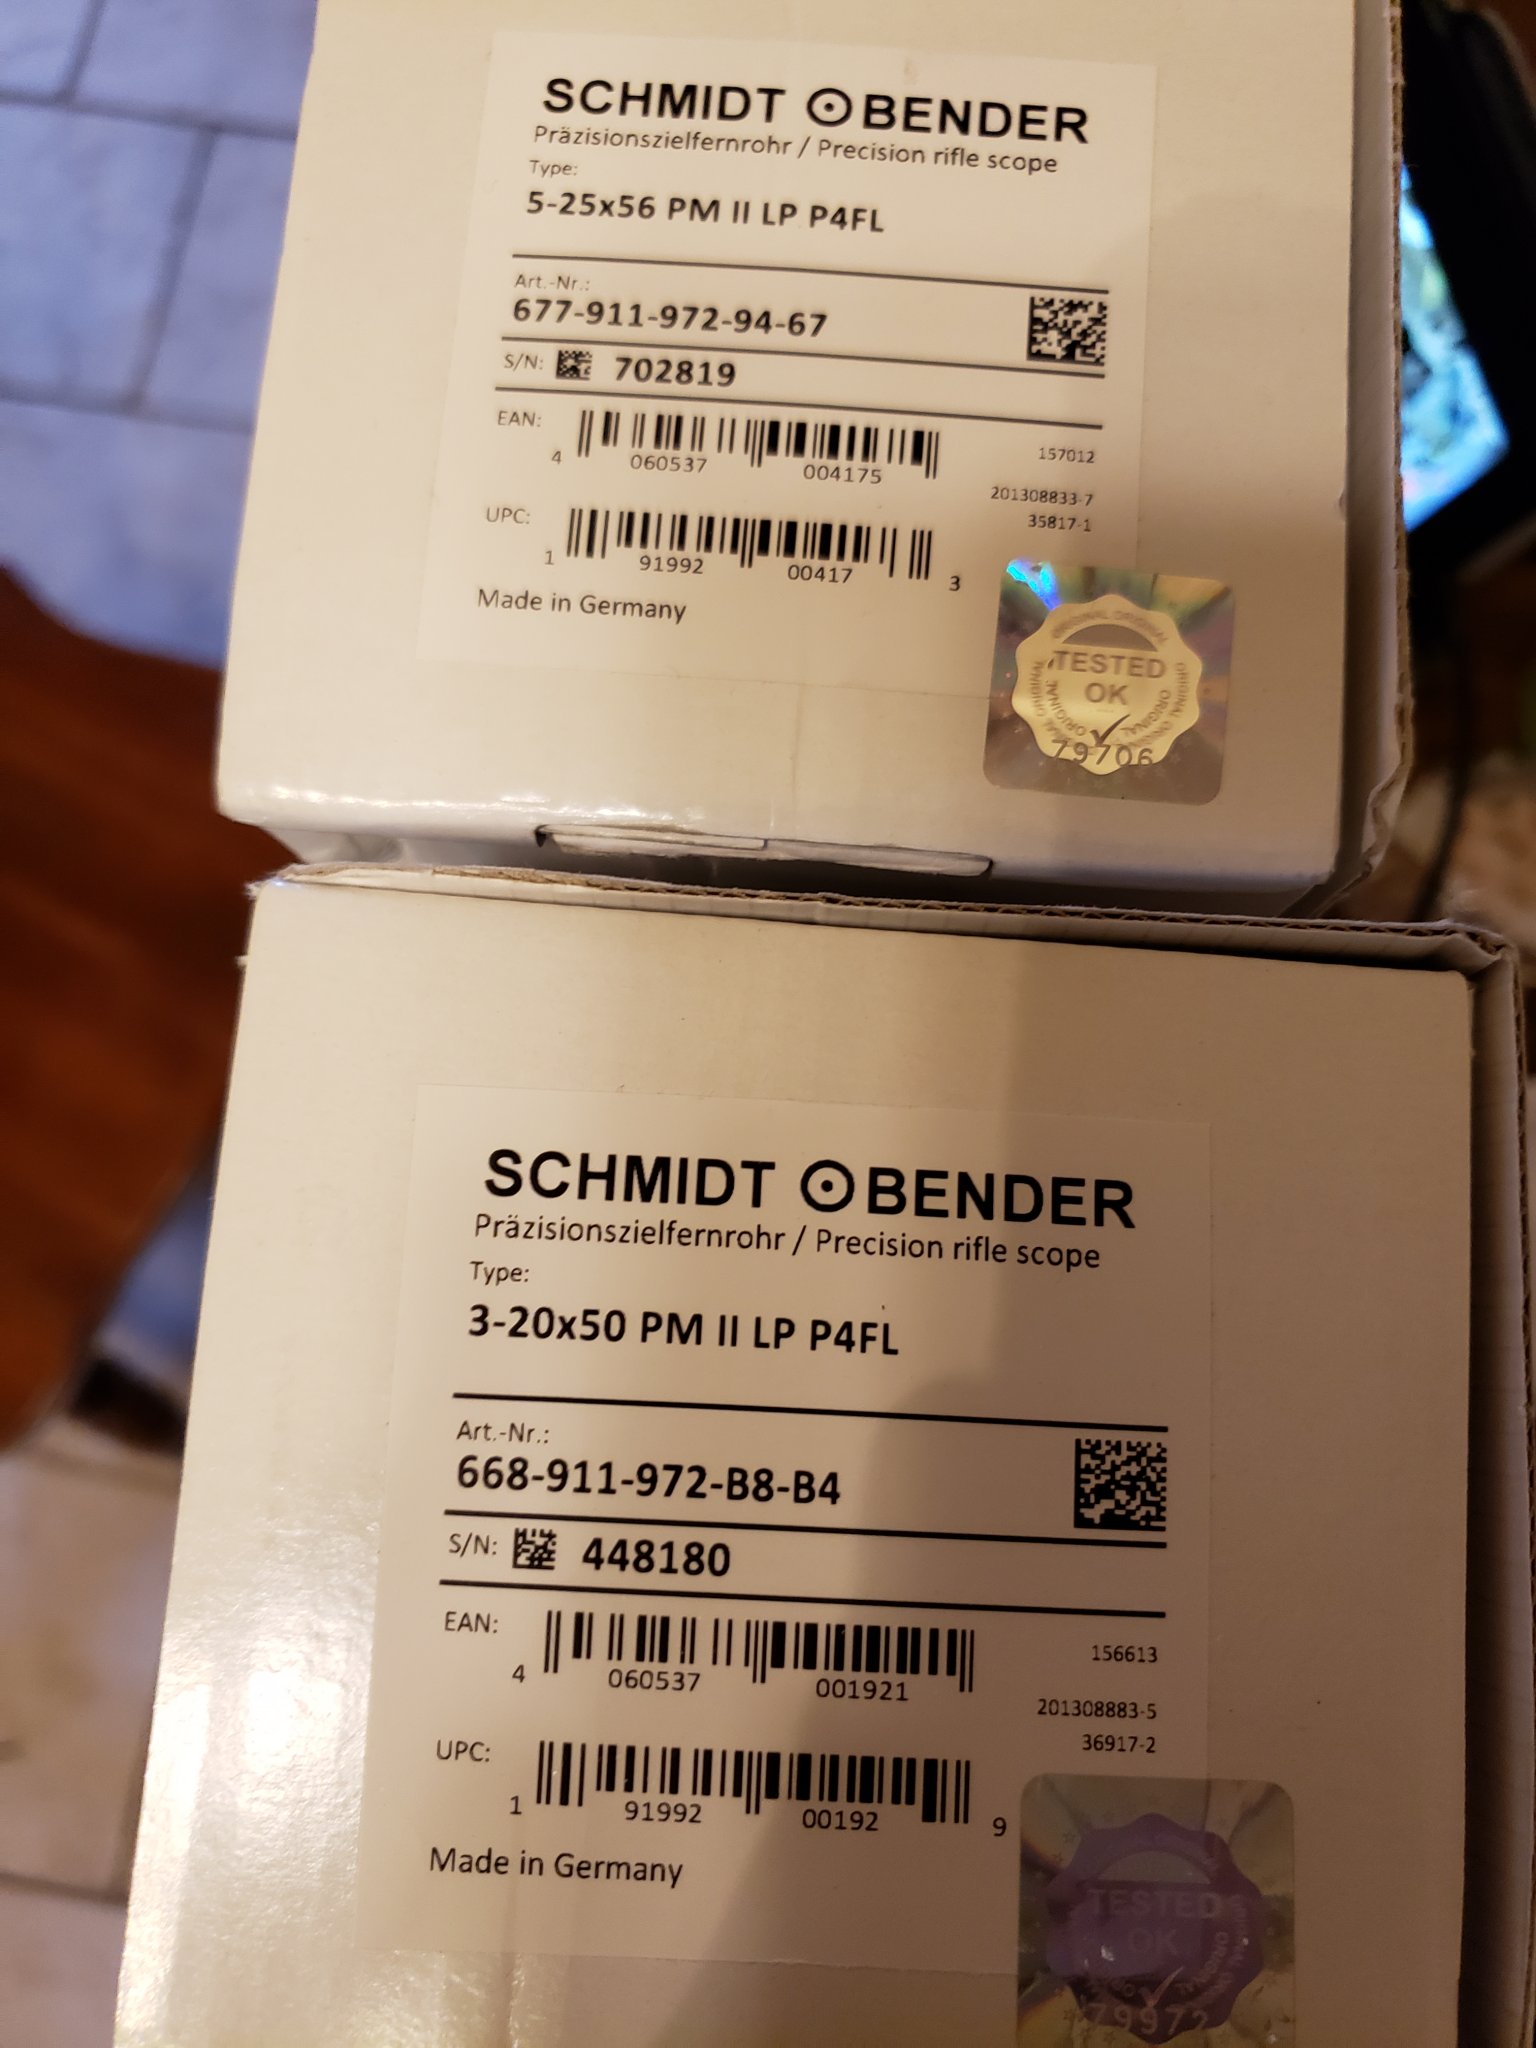 SCHMIDT BENDER
Präzisionszielfernrohr / Precision rifle scope
Type:
5-25x56 PM II LP P4FL
Art.-Nr.:
677-911-972-94-67
S/N: 702819
EAN: 4 060537 004175
157012
201308833-7
35817-1
UPC: 1 91992 00417 3
Made in Germany
ORIGINAL ORIGINAL
TESTED
OK
ORIGINAL ORIGINAL
79706
SCHMIDT BENDER
Präzisionszielfernrohr / Precision rifle scope
Type:
3-20x50 PM II LP P4FL
Art.-Nr.:
668-911-972-B8-B4
S/N: 448180
EAN: 4 060537 001921
156613
201308883-5
36917-2
UPC: 1 91992 00192 9
Made in Germany
TESTED
OK
79972